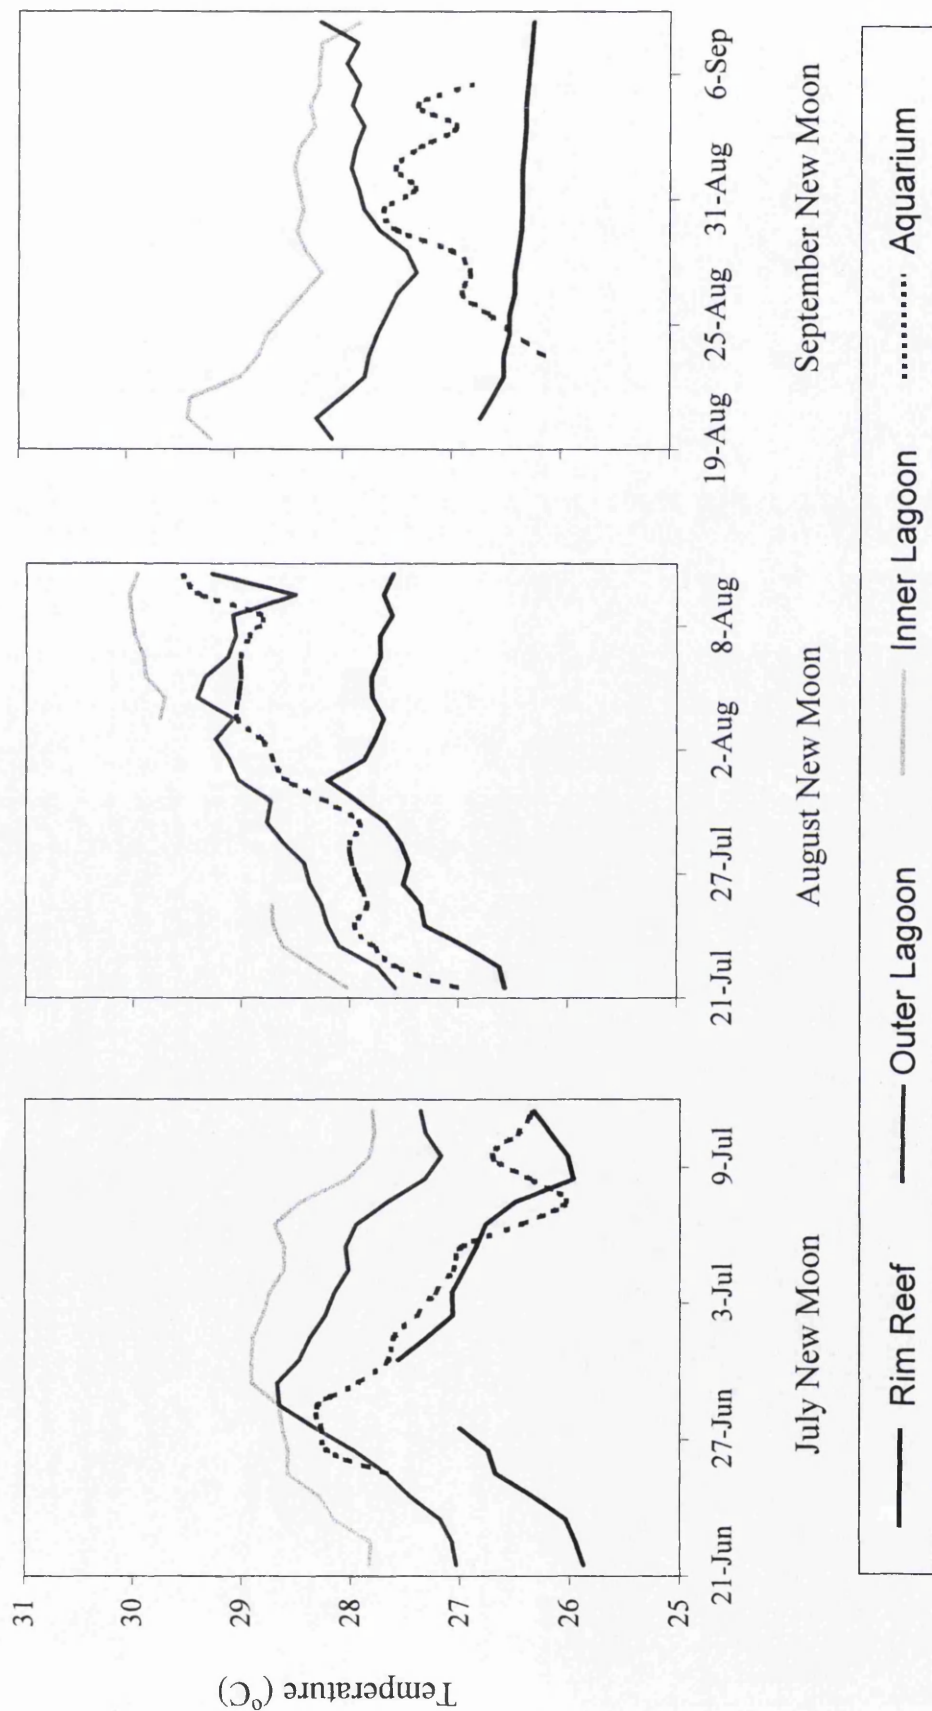 Temperature (°C)
31
30
29
28
27
26
25
21-Jun 27-Jun 3-Jul 9-Jul
21-Jul 27-Jul 2-Aug 8-Aug
19-Aug 25-Aug 31-Aug 6-Sep
July New Moon
August New Moon
September New Moon
Rim Reef Outer Lagoon Inner Lagoon Aquarium